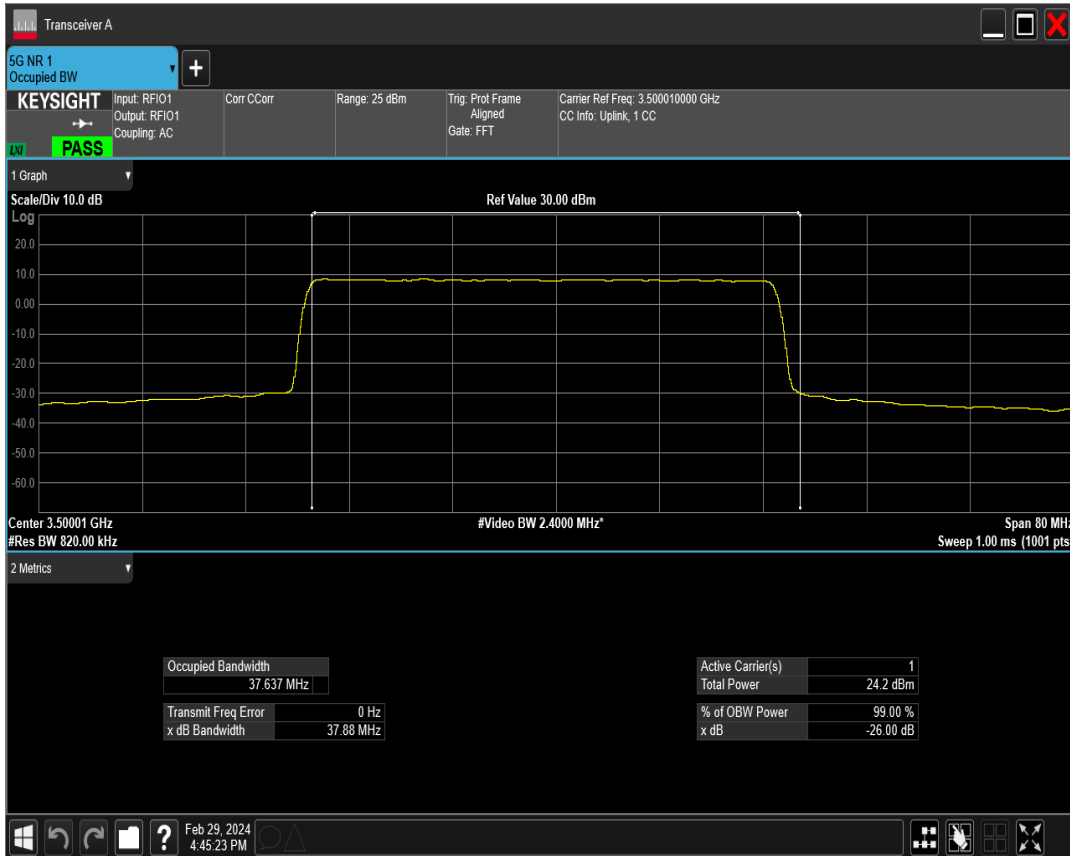 Transceiver A
5G NR 1
Occupied BW
KEYSIGHT
LXI
PASS
Input: RFIO1
Output: RFIO1
Coupling: AC
Corr CCorr
Range: 25 dBm
Trig: Prot Frame
Aligned
Gate: FFT
Carrier Ref Freq: 3.500010000 GHz
CC Info: Uplink, 1 CC
1 Graph
Scale/Div 10.0 dB
Ref Value 30.00 dBm
Log
20.0
10.0
0.00
-10.0
-20.0
-30.0
-40.0
-50.0
-60.0
Center 3.50001 GHz
#Video BW 2.4000 MHz*
Span 80 MHz
#Res BW 820.00 kHz
Sweep 1.00 ms (1001 pts
2 Metrics
Occupied Bandwidth
37.637 MHz
Transmit Freq Error 0 Hz
x dB Bandwidth 37.88 MHz
Active Carrier(s) 1
Total Power 24.2 dBm
% of OBW Power 99.00 %
x dB -26.00 dB
?
Feb 29, 2024
4:45:23 PM